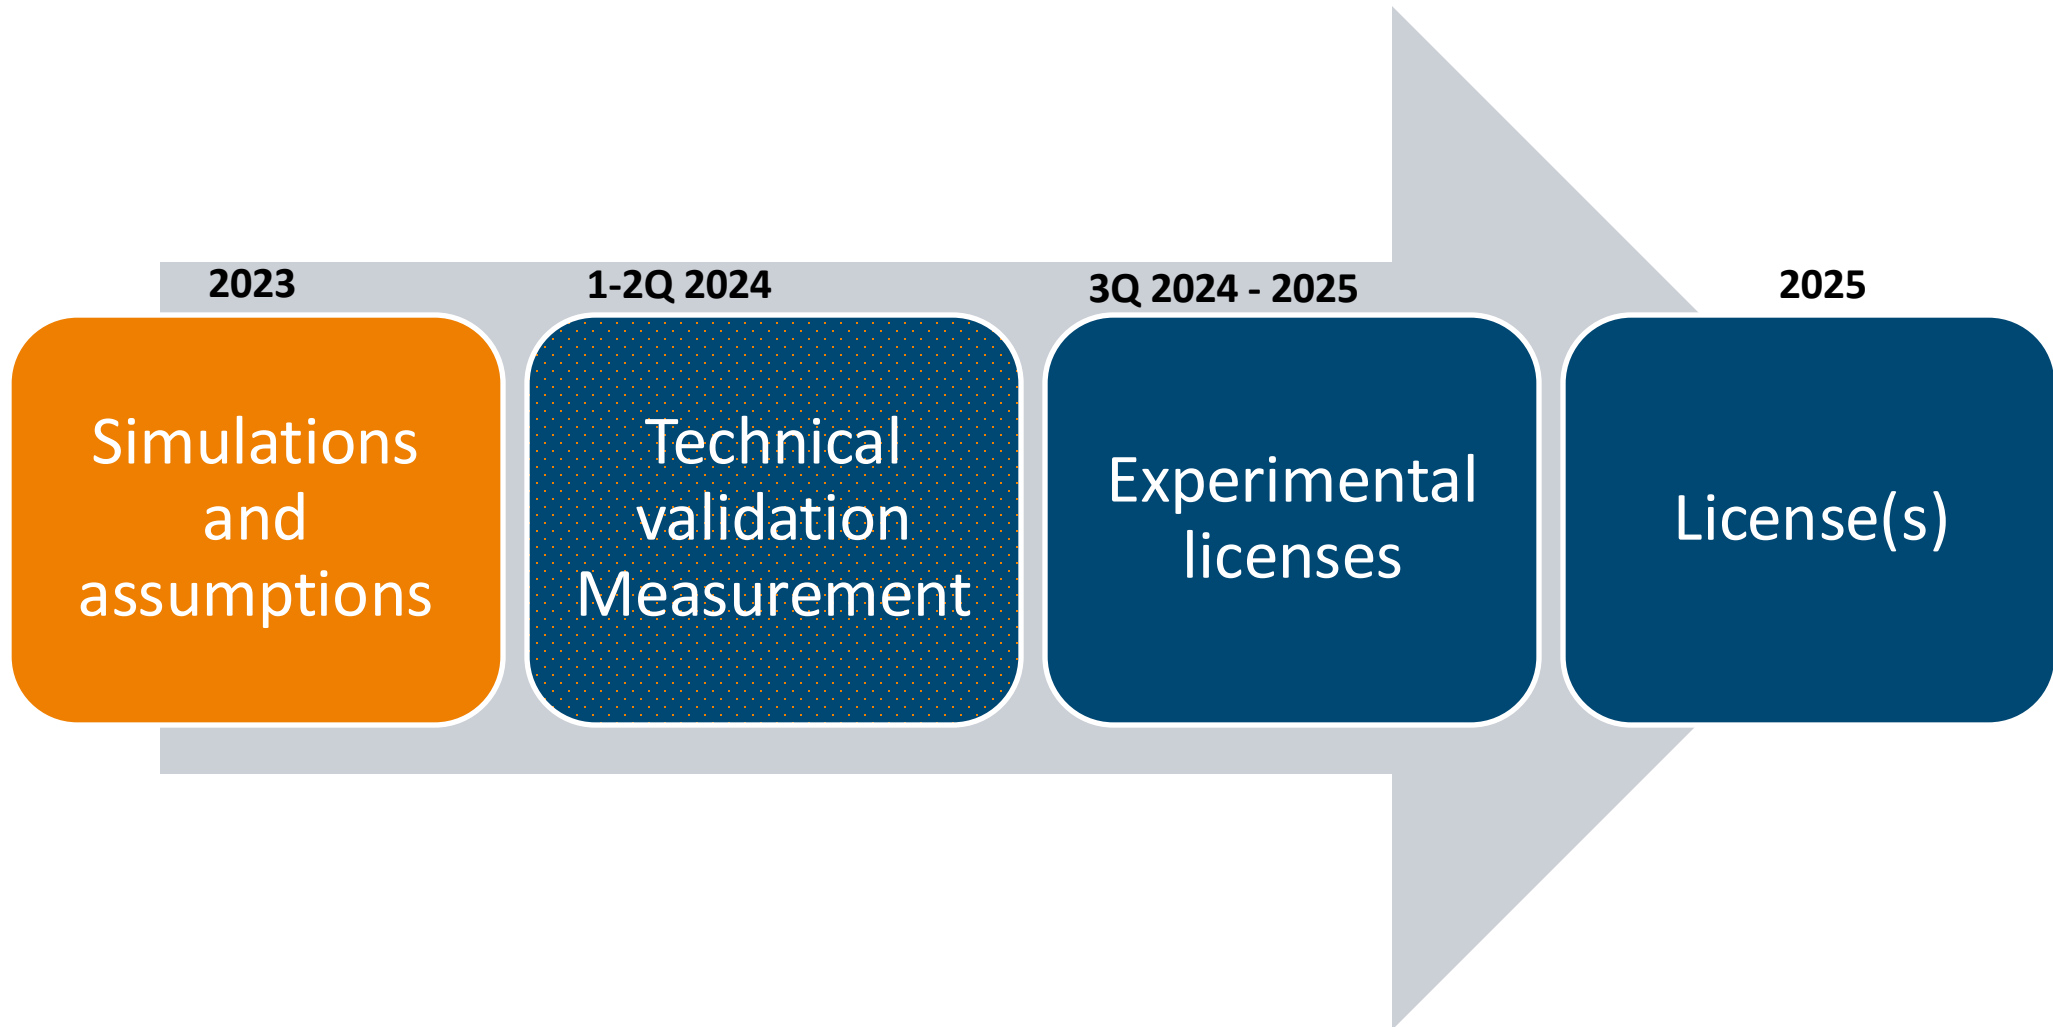 2023
Simulations
and
assumptions
1-2Q 2024
Technical
validation
Measurement
3Q 2024 - 2025
Experimental
licenses
2025
License(s)